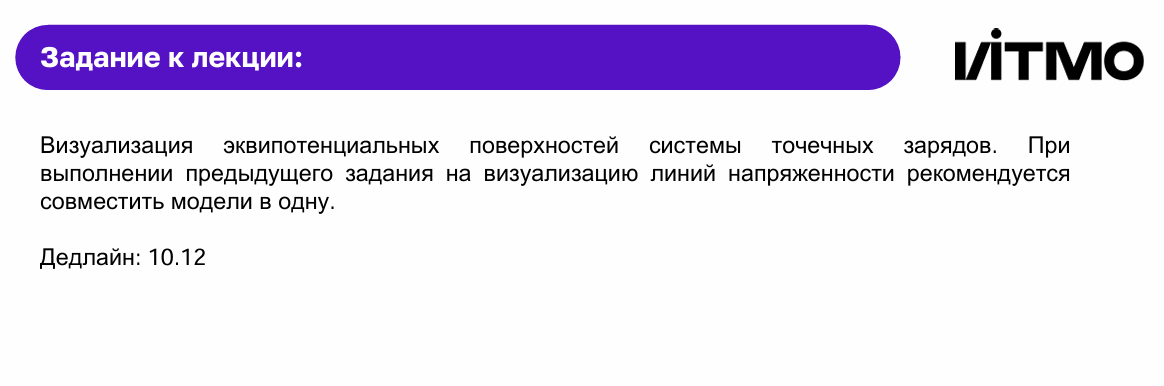 Задание к лекции:
ИТМО
Визуализация эквипотенциальных поверхностей системы точечных зарядов. При
выполнении предыдущего задания на визуализацию линий напряженности рекомендуется
совместить модели в одну.
Дедлайн: 10.12